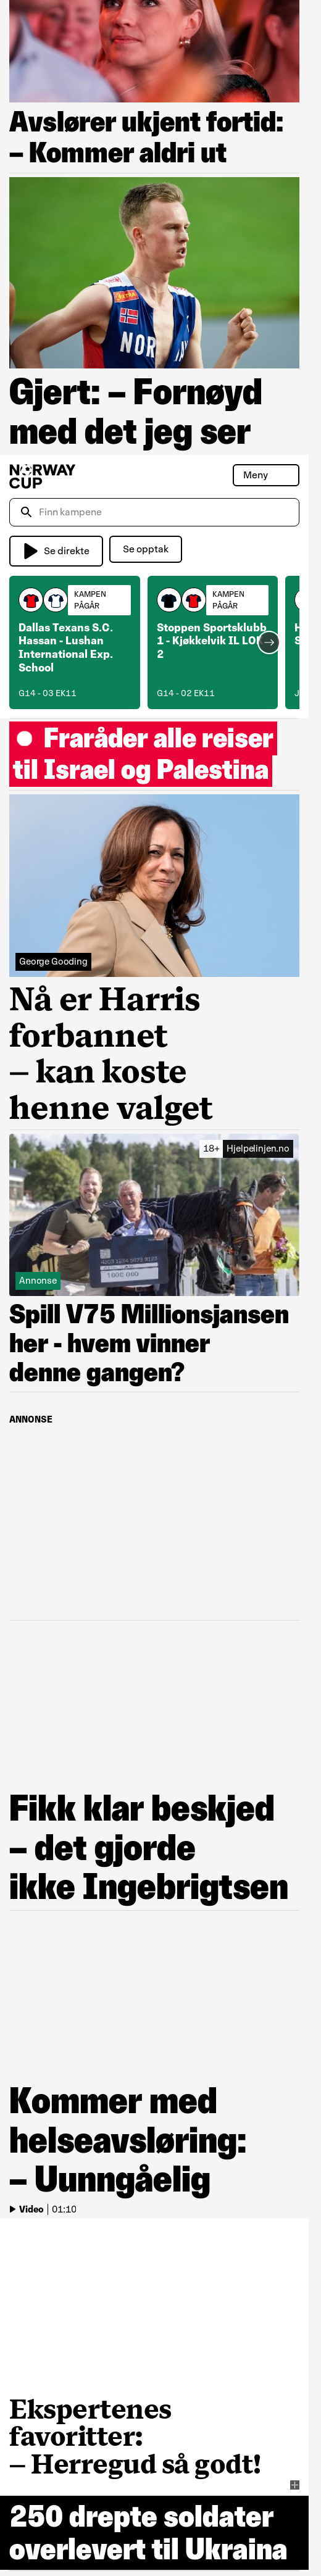 Avslører ukjent fortid:
– Kommer aldri ut
NOR
Gjert: – Fornøyd
med det jeg ser
NORWAY
CUP
Meny
Finn kampene
Se direkte
Se opptak
KAMPEN
PÅGÅR
Dallas Texans S.C.
Hassan - Lushan
International Exp.
School
G14 - 03 EK11
KAMPEN
PÅGÅR
Stoppen Sportsklubb
1 - Kjøkkelvik IL
2
G14 - 02 EK11
Fraråder alle reiser
til Israel og Palestina
George Gooding
Nå er Harris
forbannet
– kan koste
henne valget
18+ Hjelpelinjen.no
Annonse
Spill V75 Millionsjansen
her - hvem vinner
denne gangen?
ANNONSE
Fikk klar beskjed
– det gjorde
ikke Ingebrigtsen
Kommer med
helseavsløring:
– Uunngåelig
Video | 01:10
Ekspertenes
favoritter:
– Herregud så godt!
250 drepte soldater
overlevert til Ukraina